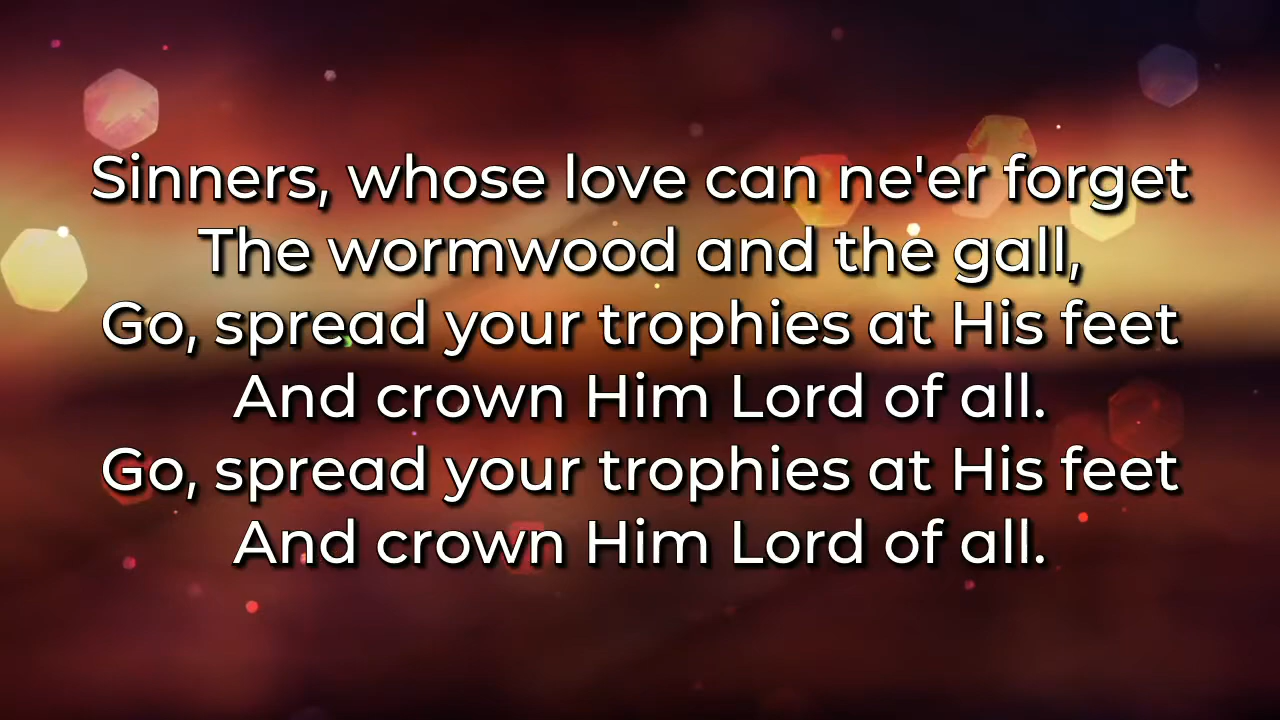 Sinners, whose love can ne'er forget
The wormwood and the gall,
Go, spread your trophies at His feet
And crown Him Lord of all.
Go, spread your trophies at His feet
And crown Him Lord of all.